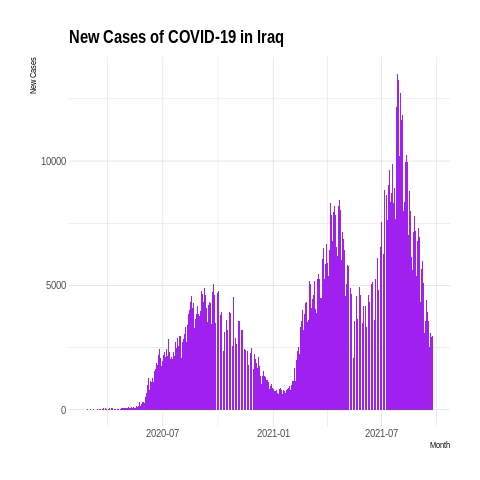 New Cases of COVID-19 in Iraq
New Cases
10000
5000
0
2020-07 2021-01 2021-07
Month